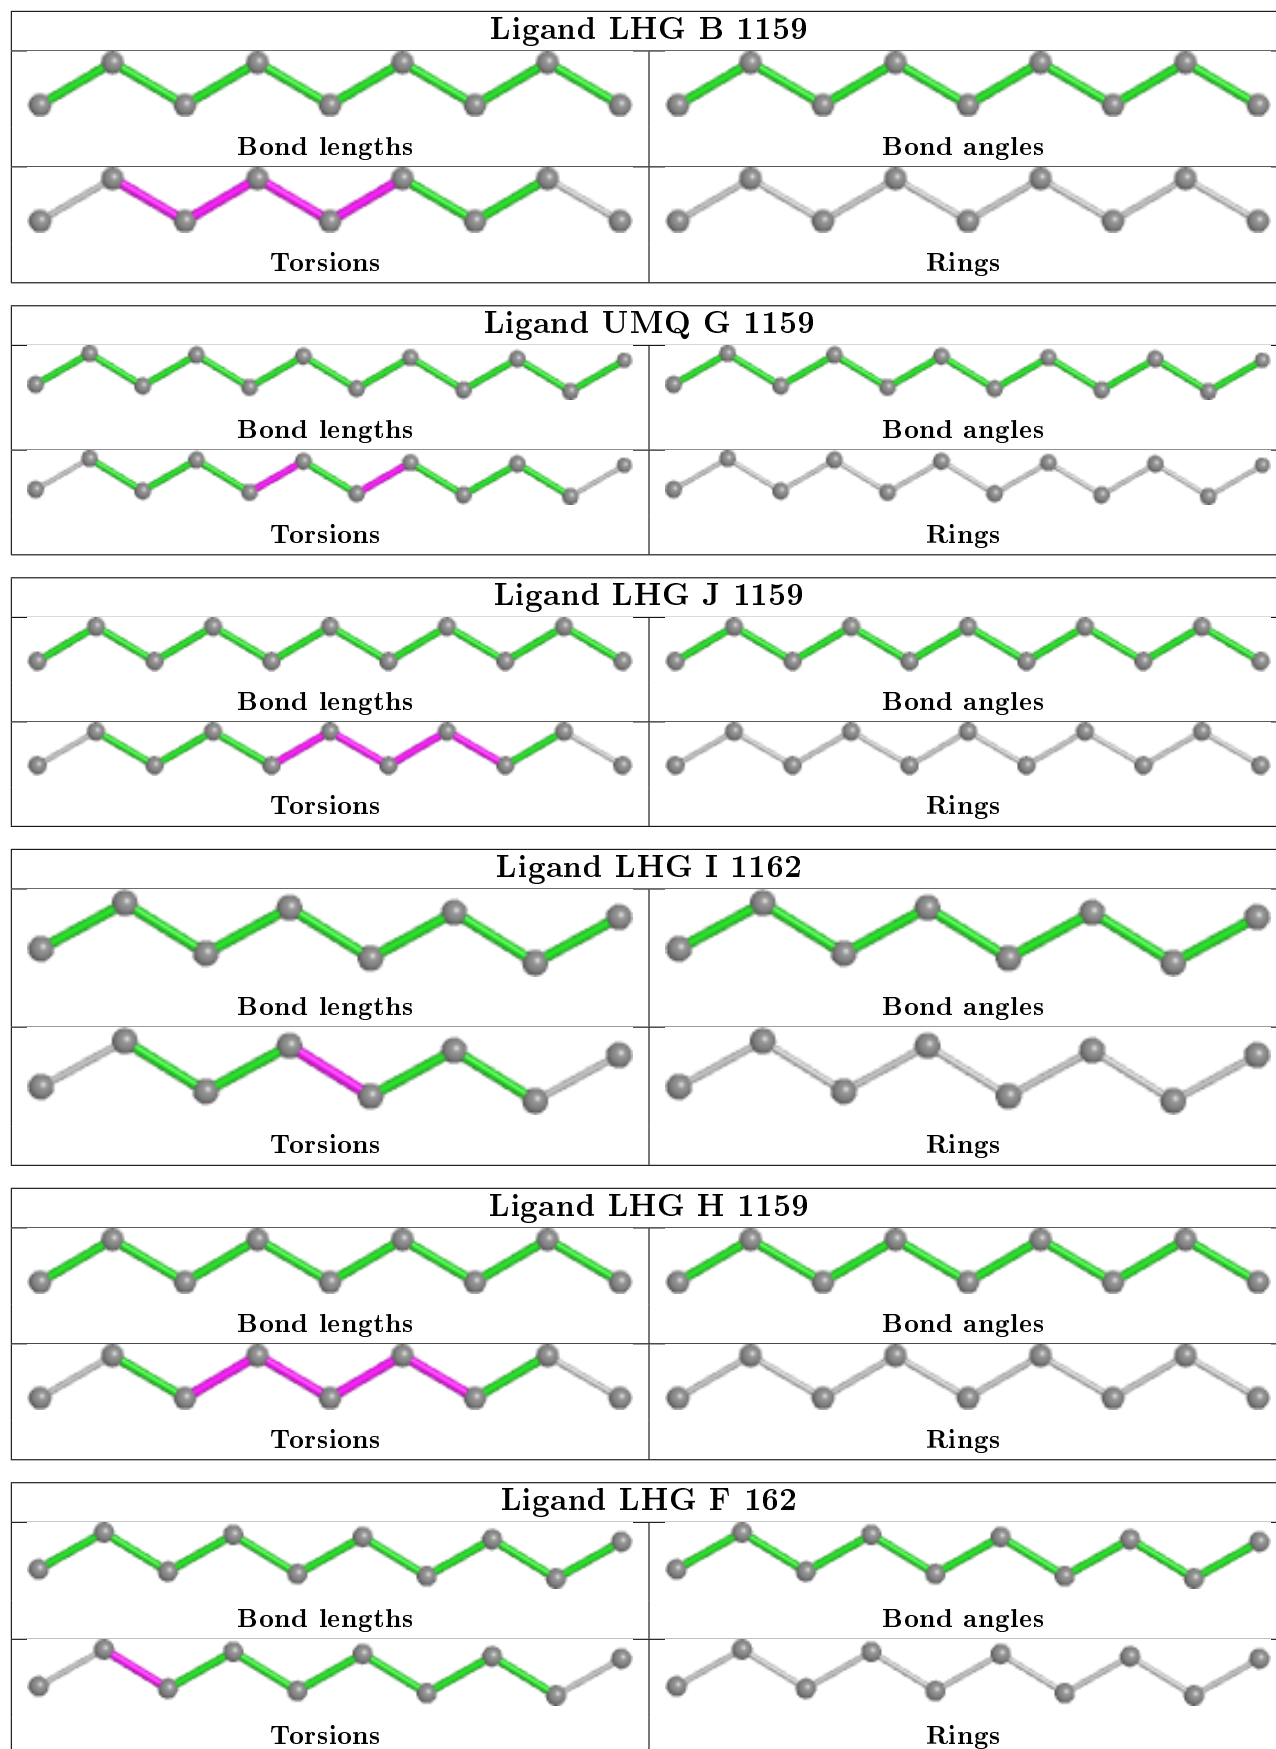 Ligand LHG B 1159
Bond lengths
Bond angles
Torsions
Rings
Ligand UMQ G 1159
Bond lengths
Bond angles
Torsions
Rings
Ligand LHG J 1159
Bond lengths
Bond angles
Torsions
Rings
Ligand LHG I 1162
Bond lengths
Bond angles
Torsions
Rings
Ligand LHG H 1159
Bond lengths
Bond angles
Torsions
Rings
Ligand LHG F 162
Bond lengths
Bond angles
Torsions
Rings